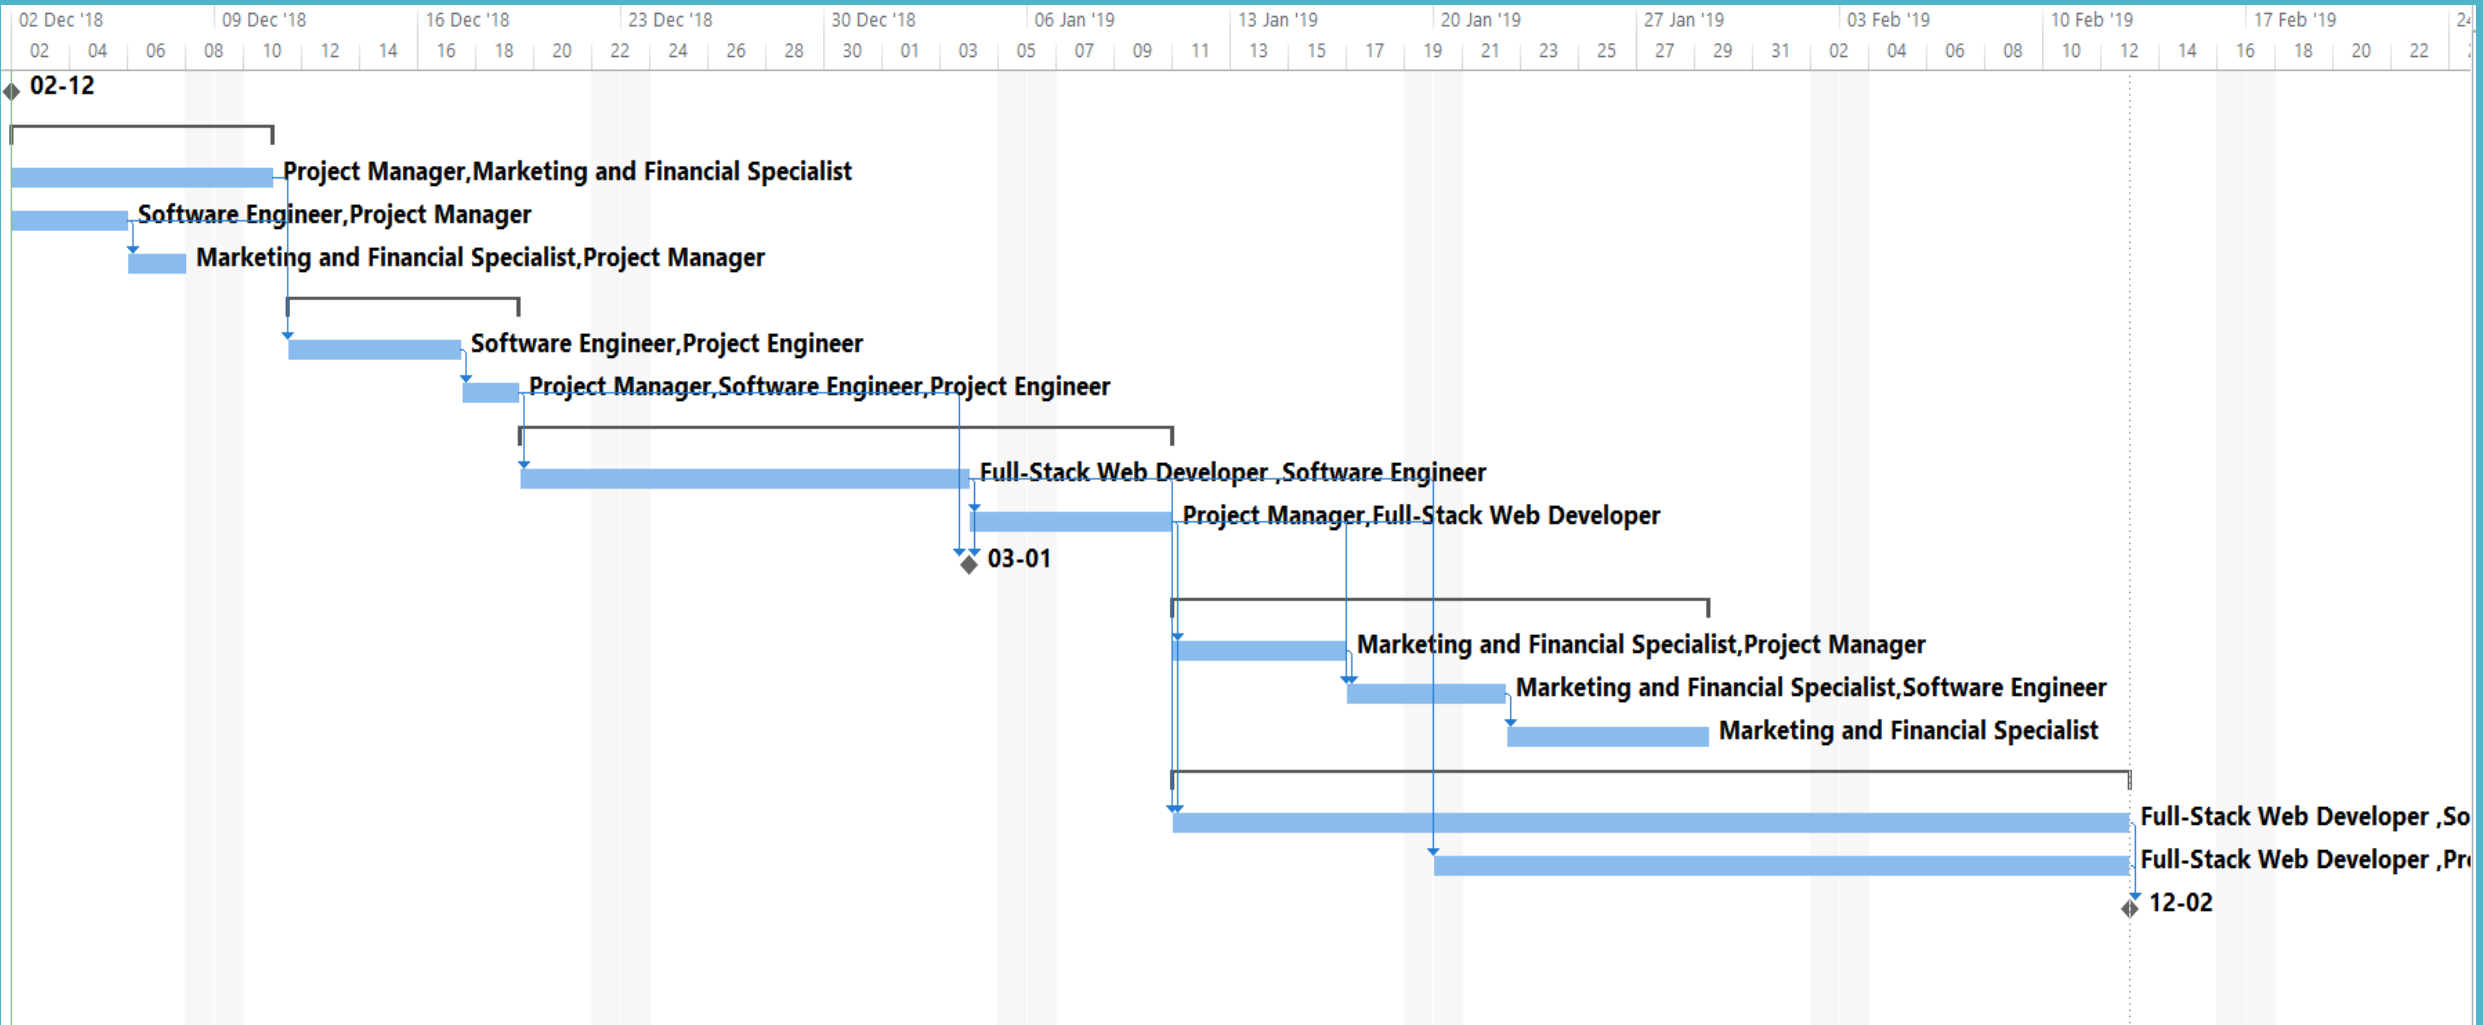 02 Dec '18 09 Dec '18 16 Dec '18 23 Dec '18 30 Dec '18 06 Jan '19 13 Jan '19 20 Jan '19 27 Jan '19 03 Feb '19 10 Feb '19 17 Feb '19 24
02 04 06 08 10 12 14 16 18 20 22 24 26 28 30 01 03 05 07 09 11 13 15 17 19 21 23 25 27 29 31 02 04 06 08 10 12 14 16 18 20 22
02-12
Project Manager,Marketing and Financial Specialist
Software Engineer,Project Manager
Marketing and Financial Specialist,Project Manager
Software Engineer,Project Engineer
Project Manager,Software Engineer,Project Engineer
Full-Stack Web Developer ,Software Engineer
Project Manager,Full-Stack Web Developer
03-01
Marketing and Financial Specialist,Project Manager
Marketing and Financial Specialist,Software Engineer
Marketing and Financial Specialist
Full-Stack Web Developer ,So
Full-Stack Web Developer ,Pr
12-02